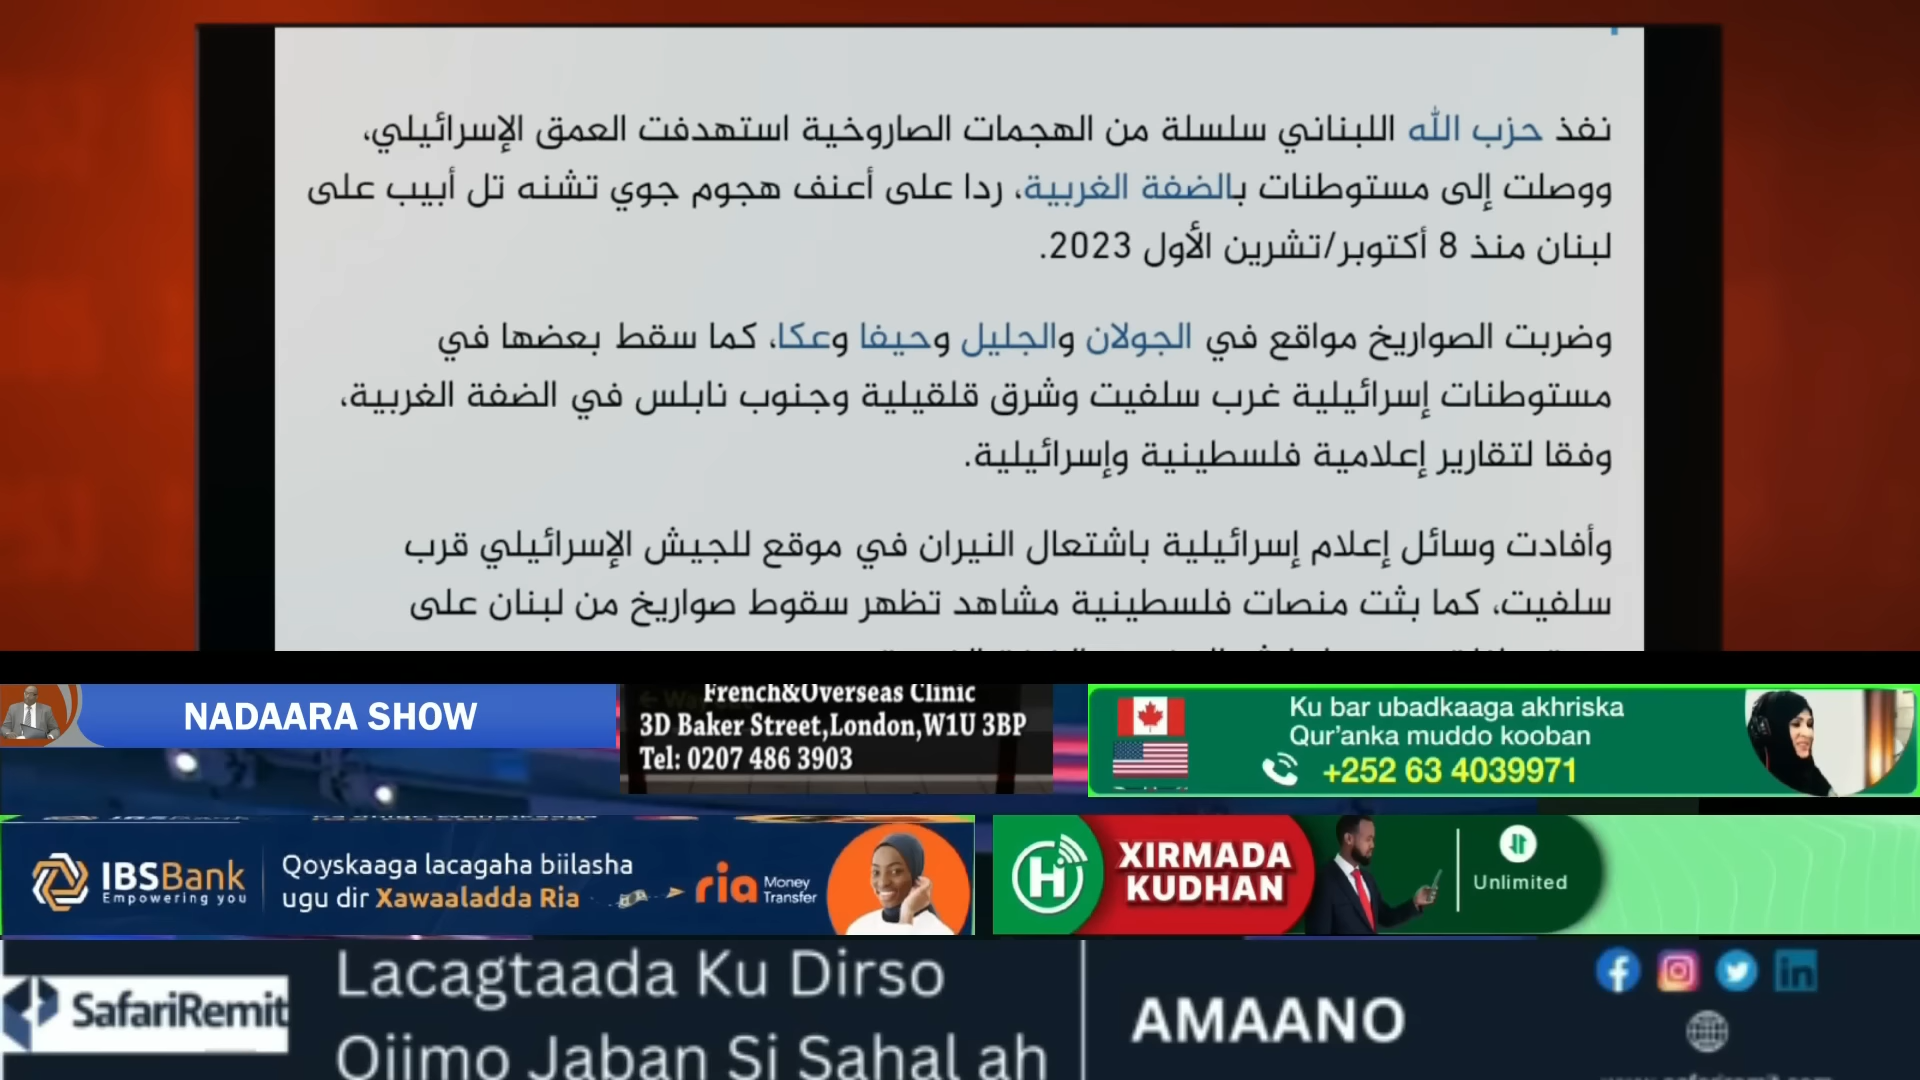 نفذ حزب الله اللبناني سلسلة من الهجمات الصاروخية استهدفت العمق الإسرائيلي،
ووصلت إلى مستوطنات بالضفة الغربية، ردا على أعنف هجوم جوي تشنه تل أبيب على
لبنان منذ 8 أكتوبر/تشرين الأول 2023.
وضربت الصواريخ مواقع في الجولان والجليل وحيفا وعكا، كما سقط بعضها في
مستوطنات إسرائيلية غرب سلفيت وشرق قلقيلية وجنوب نابلس في الضفة الغربية،
وفقا لتقارير إعلامية فلسطينية وإسرائيلية.
وأفادت وسائل إعلام إسرائيلية باشتعال النيران في موقع للجيش الإسرائيلي قرب
سلفيت، كما بثت منصات فلسطينية مشاهد تظهر سقوط صواريخ من لبنان على
NADAARA SHOW
French&Overseas Clinic
3D Baker Street,London,W1U 3BP
Tel: 0207 486 3903
Ku bar ubadkaaga akhriska
Qur’anka muddo kooban
+252 63 4039971
IBSBank
Empowering you
Qoyskaaga lacagaha biilasha
ugu dir Xawaaladda Ria
ria Money
Transfer
H
XIRMADA
KUDHAN
Unlimited
SafariRemit
Lacagtaada Ku Dirso
Qiimo Jaban Si Sahal ah
AMAANO